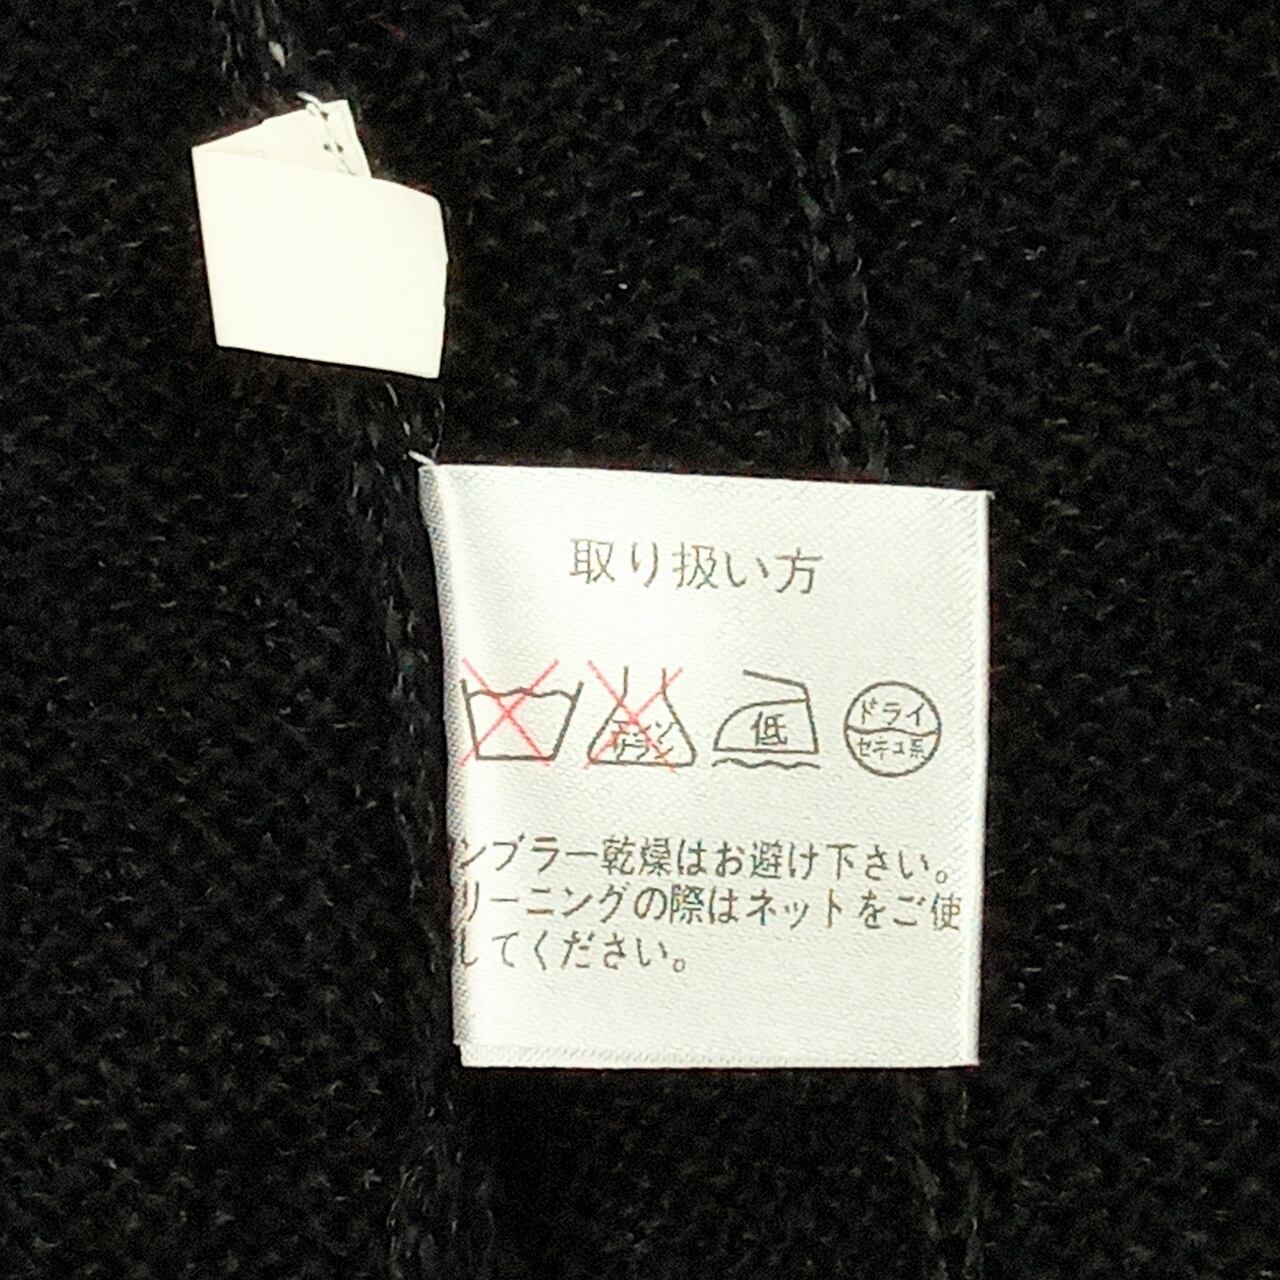 取り扱い方
エンソ
サラン
低
ドライ
セキユ系
ンブラー乾燥はお避け下さい。
リーニングの際はネットをご使
してください。